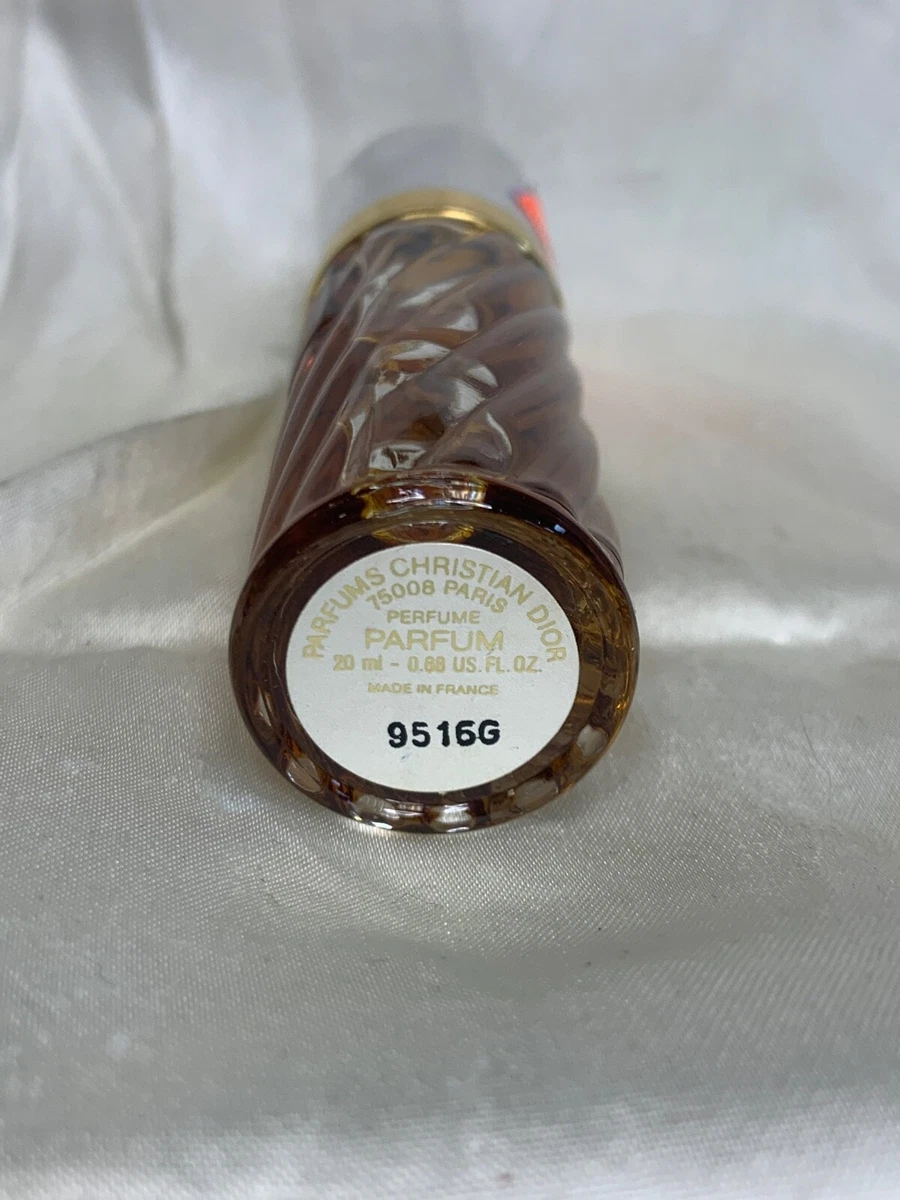 PARFUMS CHRISTIAN DIOR
75008 PARIS
PERFUME
PARFUM
20 ml - 0.68 US. FL. OZ.
MADE IN FRANCE
9516G